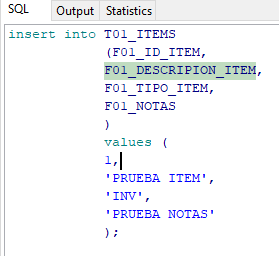 SQL Output Statistics
insert into T01_ITEMS
(F01_ID_ITEM,
F01_DESCRIPION_ITEM,
F01_TIPO_ITEM,
F01_NOTAS
)
values (
1,
'PRUEBA ITEM',
'INV',
'PRUEBA NOTAS'
);